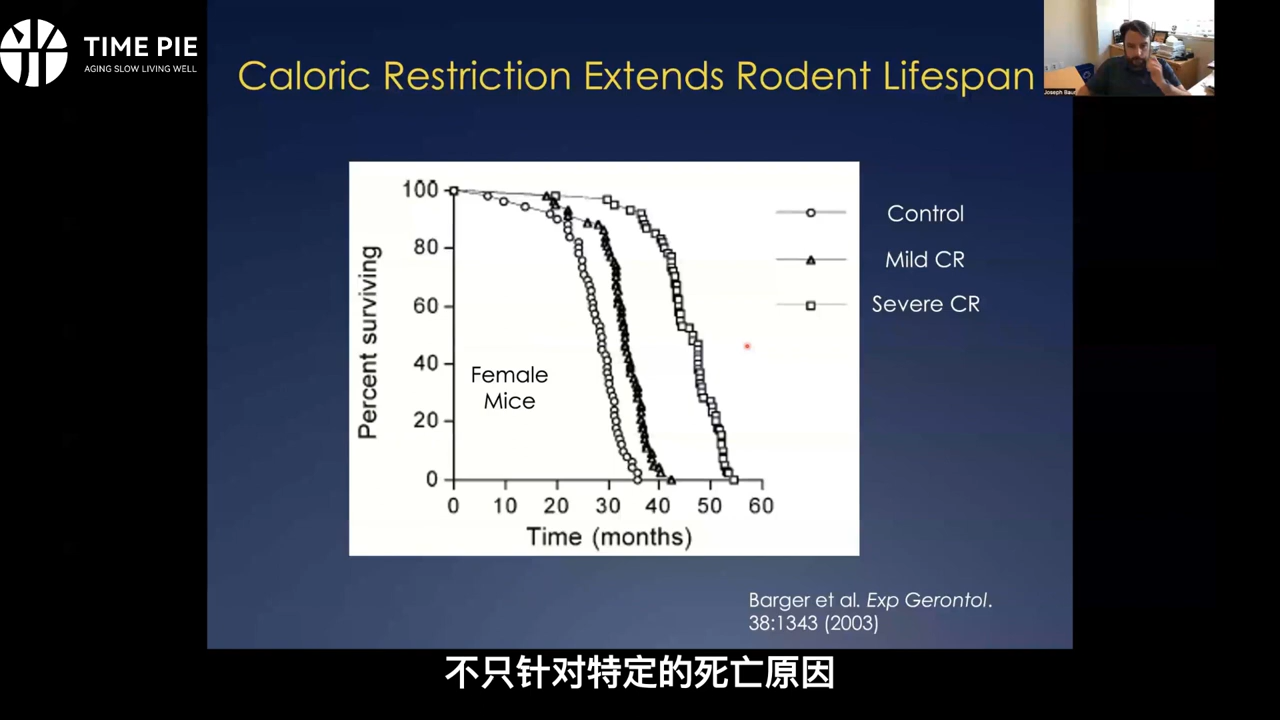 TIME PIE
AGING SLOW LIVING WELL
Caloric Restriction Extends Rodent Lifespan
100
80
60
40
20
0
Percent surviving
Female
Mice
0 10 20 30 40 50 60
Time (months)
Control
Mild CR
Severe CR
Barger et al. Exp Gerontol.
38:1343 (2003)
不只针对特定的死亡原因